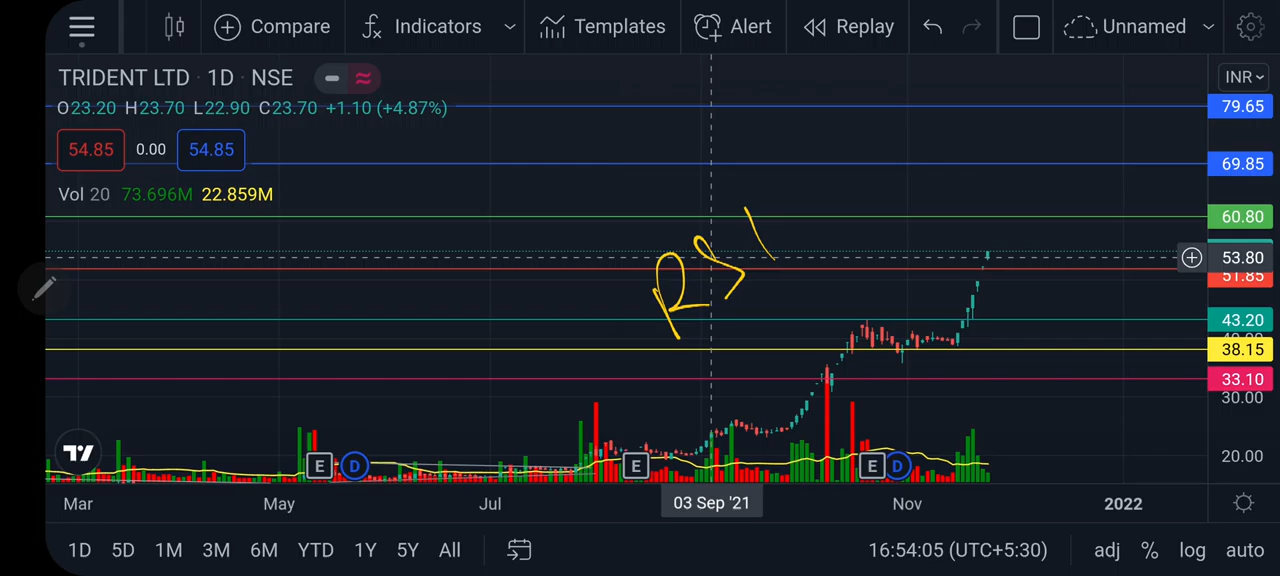 Compare Indicators Templates Alert Replay Unnamed
TRIDENT LTD · 1D · NSE
INR
O23.20 H23.70 L22.90 C23.70 +1.10 (+4.87%)
79.65
54.85 0.00 54.85
69.85
Vol 20 73.696M 22.859M
60.80
53.80
51.85
43.20
38.15
33.10
30.00
20.00
E D E E D
Mar May Jul 03 Sep '21 Nov 2022
1D 5D 1M 3M 6M YTD 1Y 5Y All 16:54:05 (UTC+5:30) adj % log auto